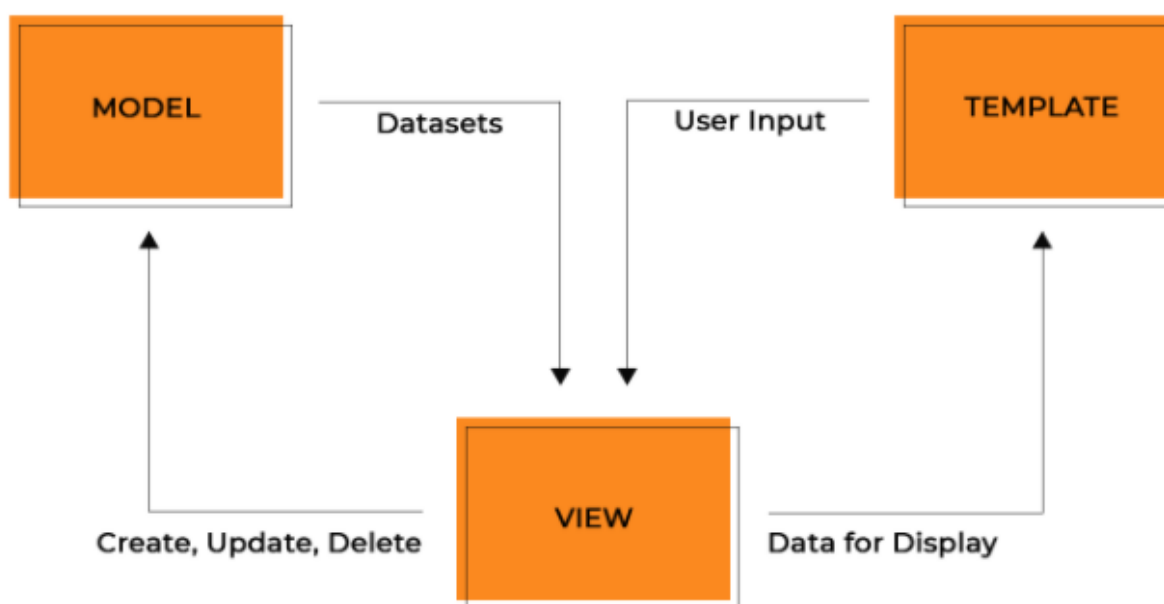 MODEL
Datasets
User Input
TEMPLATE
VIEW
Create, Update, Delete
Data for Display